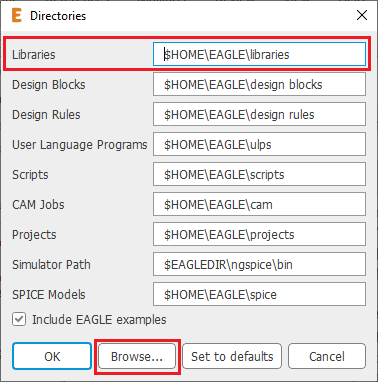 Directories
Libraries $HOME\EAGLE\libraries
Design Blocks $HOME\EAGLE\design blocks
Design Rules $HOME\EAGLE\design rules
User Language Programs $HOME\EAGLE\ulps
Scripts $HOME\EAGLE\scripts
CAM Jobs $HOME\EAGLE\cam
Projects $HOME\EAGLE\projects
Simulator Path $EAGLEDIR\ngspice\bin
SPICE Models $HOME\EAGLE\spice
Include EAGLE examples
OK Browse... Set to defaults Cancel